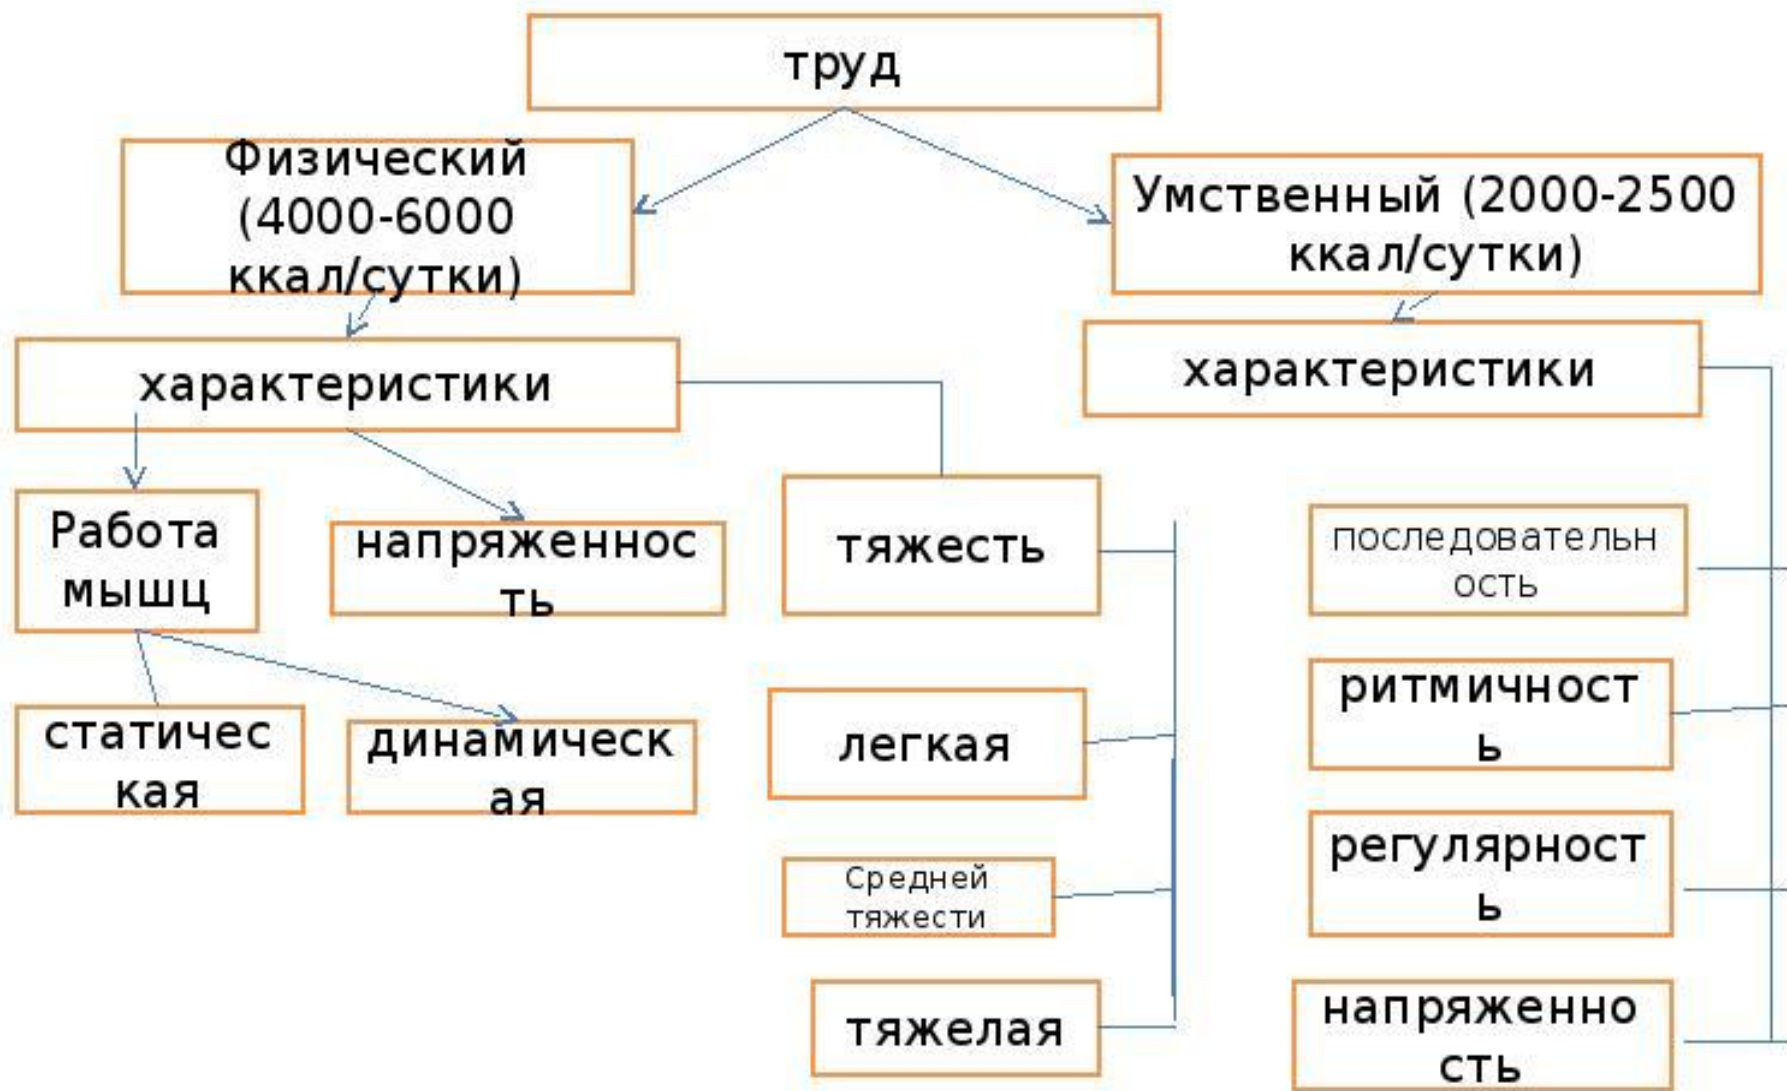 труд
Физический
(4000-6000
ккал/сутки)
Умственный (2000-2500
ккал/сутки)
характеристики
характеристики
Работа
мышц
напряженнос
ть
тяжесть
последовательн
ость
статичес
кая
динамическ
ая
легкая
ритмичност
ь
Средней
тяжести
регулярност
ь
тяжелая
напряженно
сть